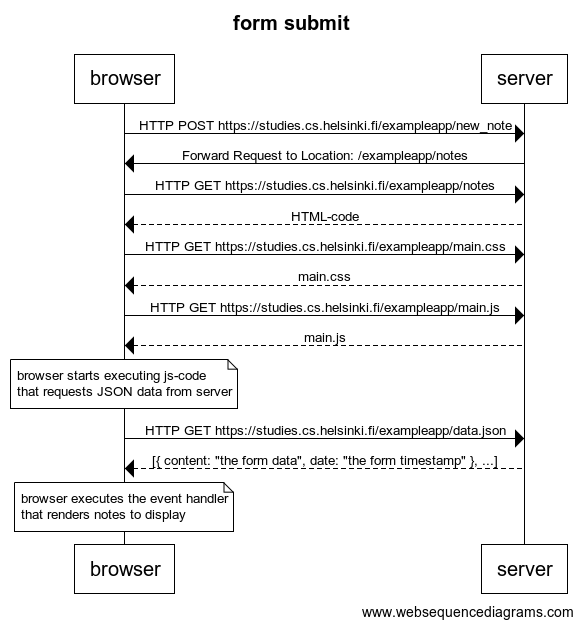 form submit
browser
server
HTTP POST https://studies.cs.helsinki.fi/exampleapp/new_note
Forward Request to Location: /exampleapp/notes
HTTP GET https://studies.cs.helsinki.fi/exampleapp/notes
HTML-code
HTTP GET https://studies.cs.helsinki.fi/exampleapp/main.css
main.css
HTTP GET https://studies.cs.helsinki.fi/exampleapp/main.js
main.js
browser starts executing js-code
that requests JSON data from server
HTTP GET https://studies.cs.helsinki.fi/exampleapp/data.json
[{ content: "the form data", date: "the form timestamp" }, ...]
browser executes the event handler
that renders notes to display
browser
server
www.websequencediagrams.com